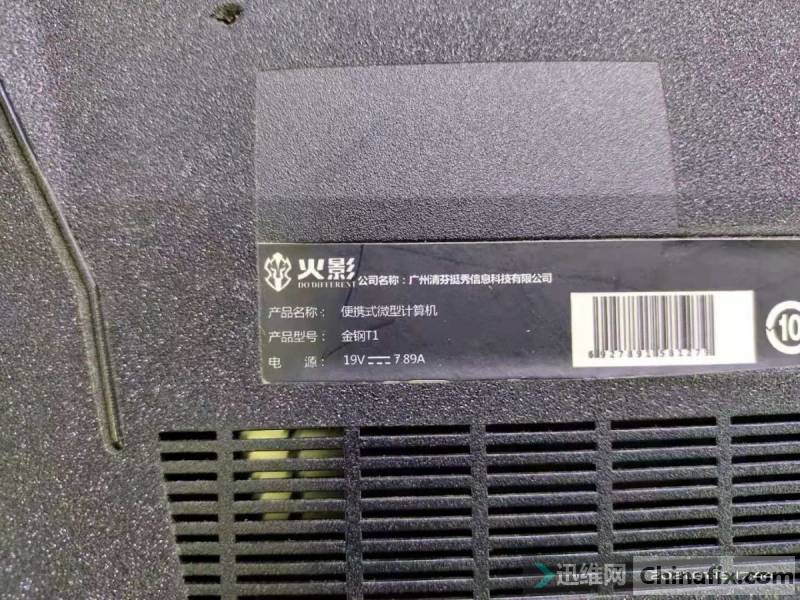 火影
DO DIFFERENT
公司名称：广州清芬挺秀信息科技有限公司
产品名称： 便携式微型计算机
产品型号： 金钢T1
电 源： 19V 7.89A
10
迅维网
Chinafix.com